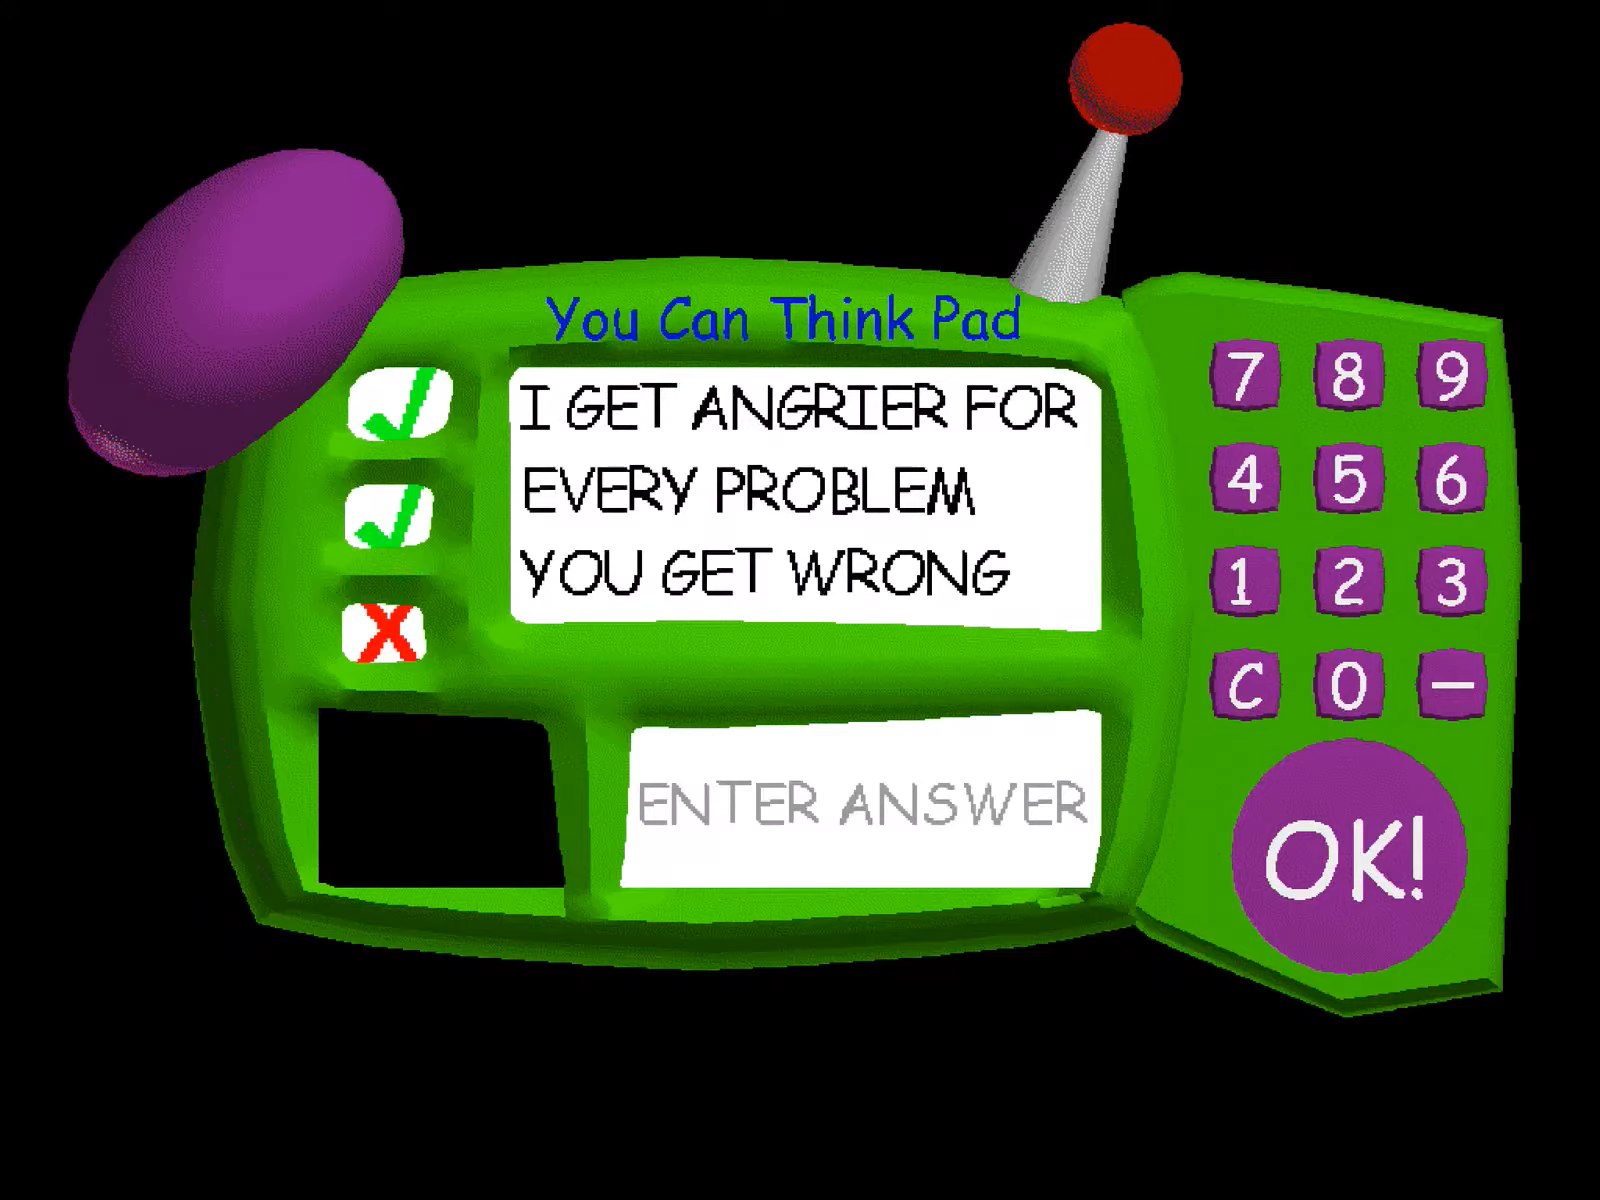 You Can Think Pad
I GET ANGRIER FOR
EVERY PROBLEM
YOU GET WRONG
ENTER ANSWER
7 8 9
4 5 6
1 2 3
C 0 —
OK!